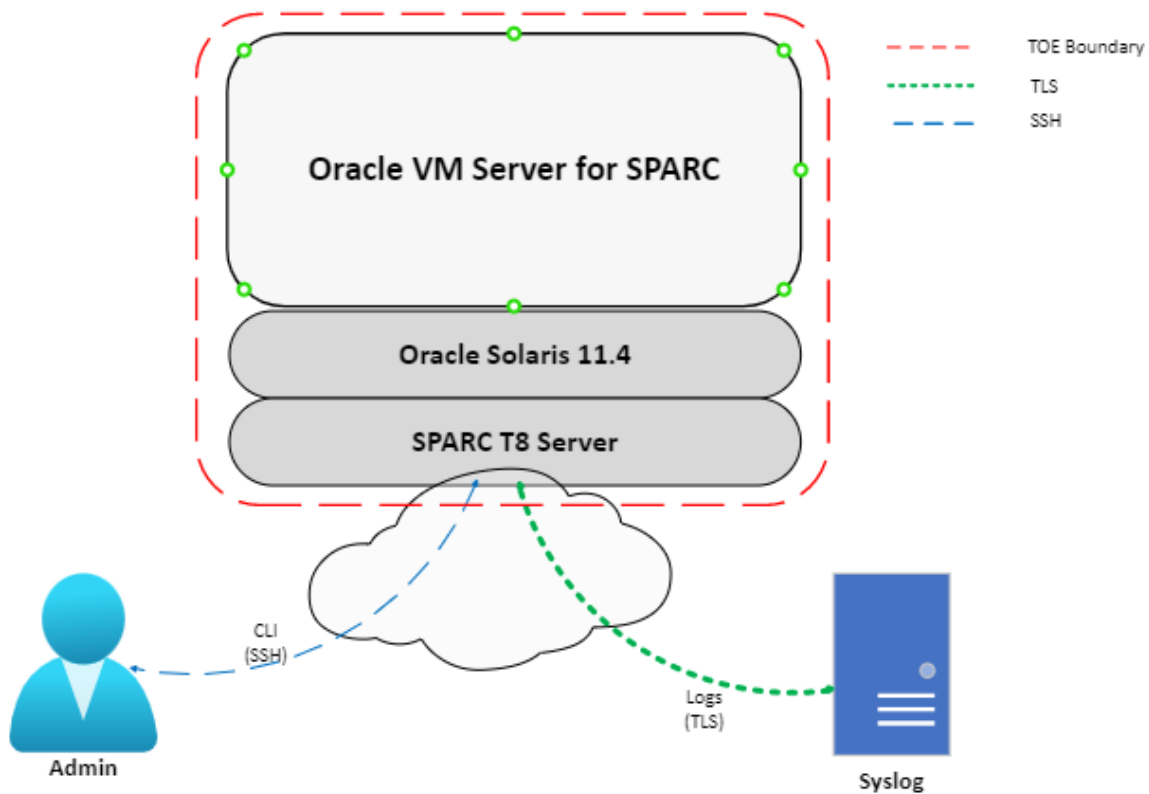 TOE Boundary
TLS
SSH
Oracle VM Server for SPARC
Oracle Solaris 11.4
SPARC T8 Server
CLI
(SSH)
Logs
(TLS)
Admin
Syslog